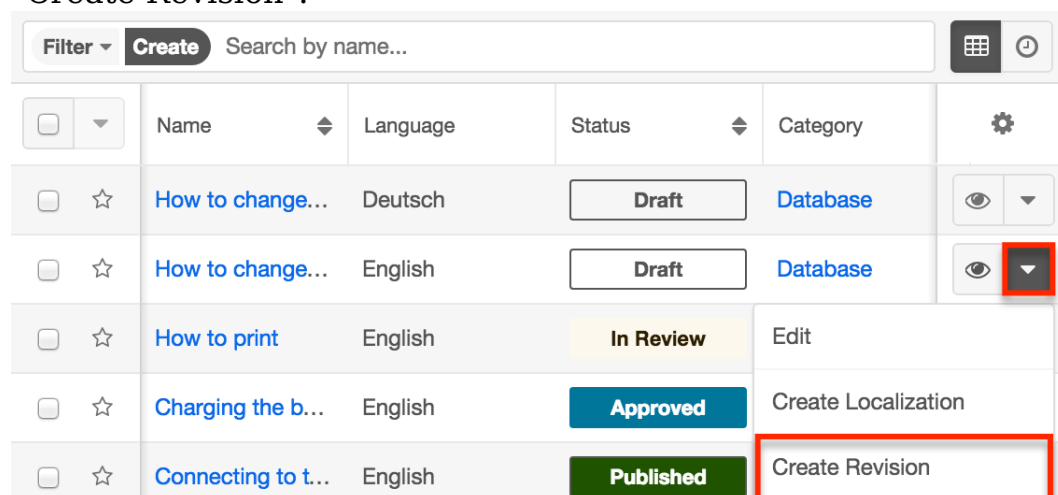 Filter Create Search by name...
Name Language Status Category
How to change... Deutsch Draft Database
How to change... English Draft Database
How to print English In Review Edit
Charging the b... English Approved Create Localization
Connecting to t... English Published Create Revision